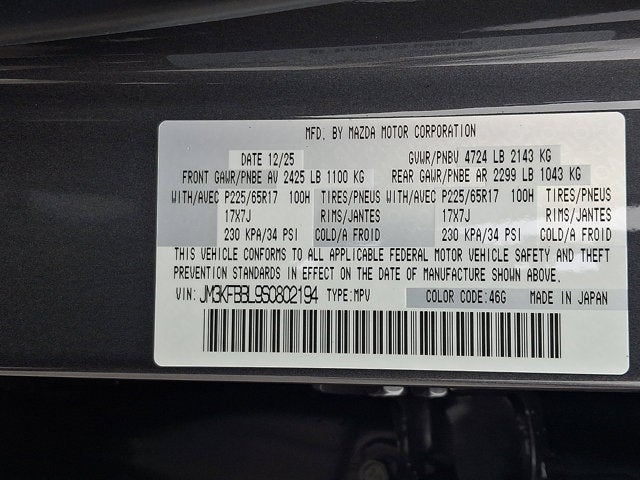 MFD. BY MAZDA MOTOR CORPORATION
DATE 12/25 GVWR/PNBV 4724 LB 2143 KG
FRONT GAWR/PNBE AV 2425 LB 1100 KG REAR GAWR/PNBE AR 2299 LB 1043 KG
WITH/AVEC P225/65R17 100H TIRES/PNEUS WITH/AVEC P225/65R17 100H TIRES/PNEUS
17X7J RIMS/JANTES 17X7J RIMS/JANTES
230 KPA/34 PSI COLD/A FROID 230 KPA/34 PSI COLD/A FROID
THIS VEHICLE CONFORMS TO ALL APPLICABLE FEDERAL MOTOR VEHICLE SAFETY AND THEFT
PREVENTION STANDARDS IN EFFECT ON THE DATE OF MANUFACTURE SHOWN ABOVE.
VIN: JM3KFBBL9S0802194 TYPE:MPV COLOR CODE:46G MADE IN JAPAN